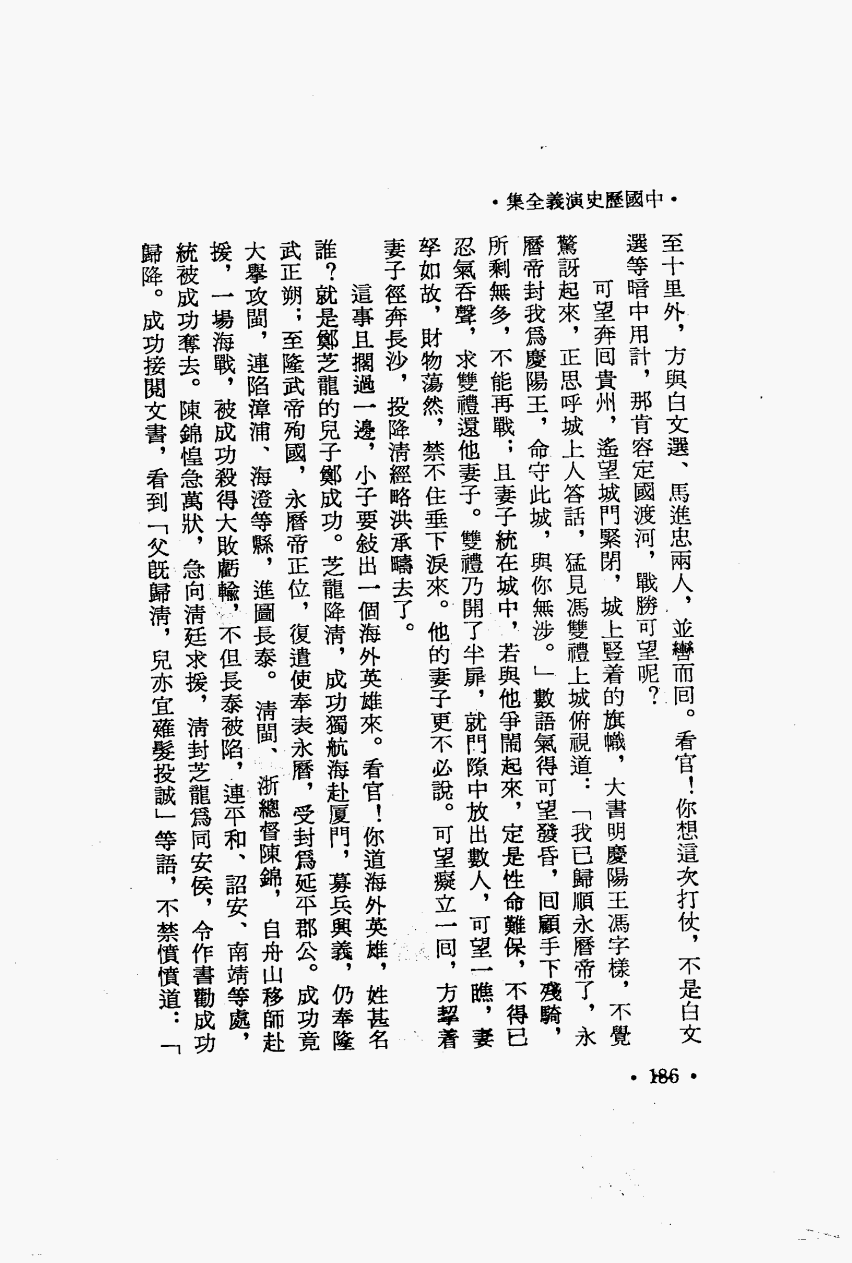 •中國歷史演義全集•
至十里外，方與白文選、馬進忠兩人，並轡而回。看官！你想這次打仗，不是白文
選等暗中用計，那肯容定國渡河，戰勝可望呢？
可望奔回貴州，遙望城門緊閉，城上豎着的旗幟，大書明慶陽王馮字樣，不覺
驚訝起來，正思呼城上人答話，猛見馮雙禮上城俯視道：「我已歸順永曆帝了，永
曆帝封我爲慶陽王，命守此城，與你無涉。」數語氣得可望發昏，回顧手下殘騎，
所剩無多，不能再戰；且妻子統在城中，若與他爭鬧起來，定是性命難保，不得已
忍氣吞聲，求雙禮還他妻子。雙禮乃開了半扉，就門隙中放出數人，可望一瞧，妻
孥如故，財物蕩然，禁不住垂下淚來。他的妻子更不必說。可望癡立一回，方挈着
妻子徑奔長沙，投降淸經略洪承疇去了。
這事且擱過一邊，小子要敍出一個海外英雄來。看官！你道海外英雄，姓甚名
誰？就是鄭芝龍的兒子鄭成功。芝龍降淸，成功獨航海赴厦門，募兵興義，仍奉隆
武正朔；至隆武帝殉國，永曆帝正位，復遣使奉表永曆，受封爲延平郡公。成功竟
大擧攻閩，連陷漳浦、海澄等縣，進圖長泰。淸閩、浙總督陳錦，自舟山移師赴
援，一場海戰，被成功殺得大敗虧輸，不但長泰被陷，連平和、詔安、南靖等處，
統被成功奪去。陳錦惶急萬狀，急向淸廷求援，淸封芝龍爲同安侯，令作書勸成功
歸降。成功接閱文書，看到「父旣歸淸，兒亦宜薙髮投誠」等語，不禁憤憤道：「
•186•